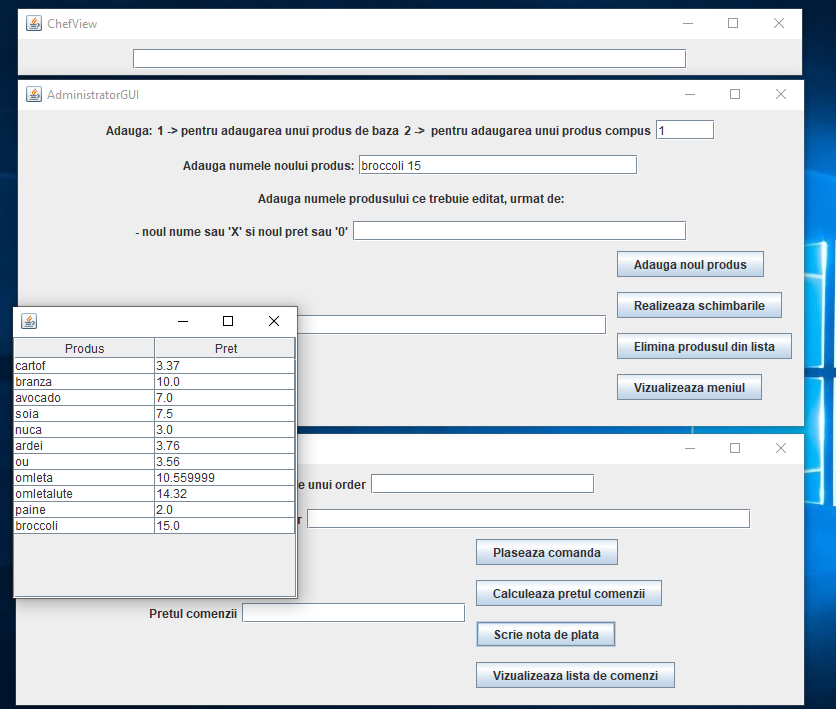 ChefView
AdministratorGUI
Adauga: 1 -> pentru adaugarea unui produs de baza 2 -> pentru adaugarea unui produs compus 1
Adauga numele noului produs: broccoli 15
Adauga numele produsului ce trebuie editat, urmat de:
- noul nume sau 'X' si noul pret sau '0'
Adauga noul produs
Realizeaza schimbarile
Elimina produsul din lista
Vizualizeaza meniul
Produs Pret
cartof 3.37
branza 10.0
avocado 7.0
soia 7.5
nuca 3.0
ardei 3.76
ou 3.56
omleta 10.559999
omletalute 14.32
paine 2.0
broccoli 15.0
unui order
Plaseaza comanda
Calculeaza pretul comenzii
Pretul comenzii
Scrie nota de plata
Vizualizeaza lista de comenzi